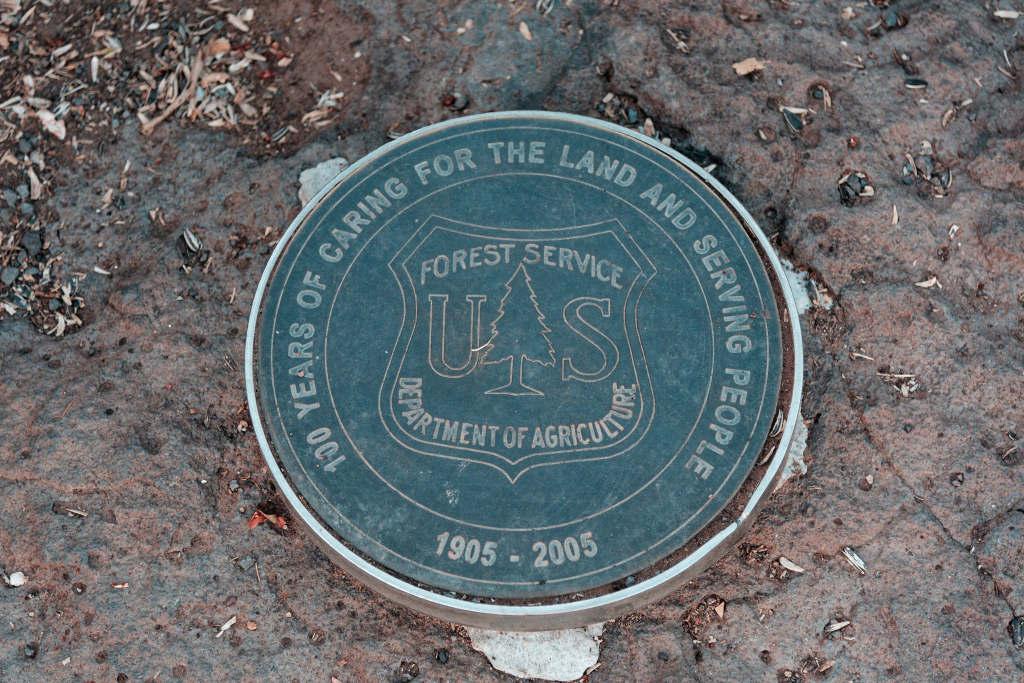 100 YEARS OF CARING FOR THE LAND AND SERVING PEOPLE
FOREST SERVICE
U S
DEPARTMENT OF AGRICULTURE
1905 - 2005